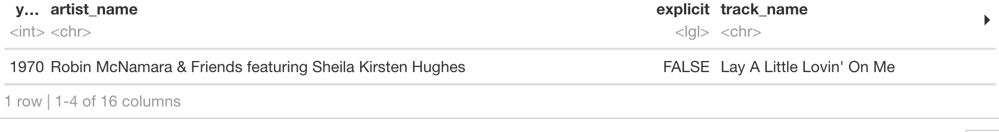 y... artist_name explicit track_name
<int> <chr> <lgl> <chr>
1970 Robin McNamara & Friends featuring Sheila Kirsten Hughes FALSE Lay A Little Lovin' On Me
1 row | 1-4 of 16 columns